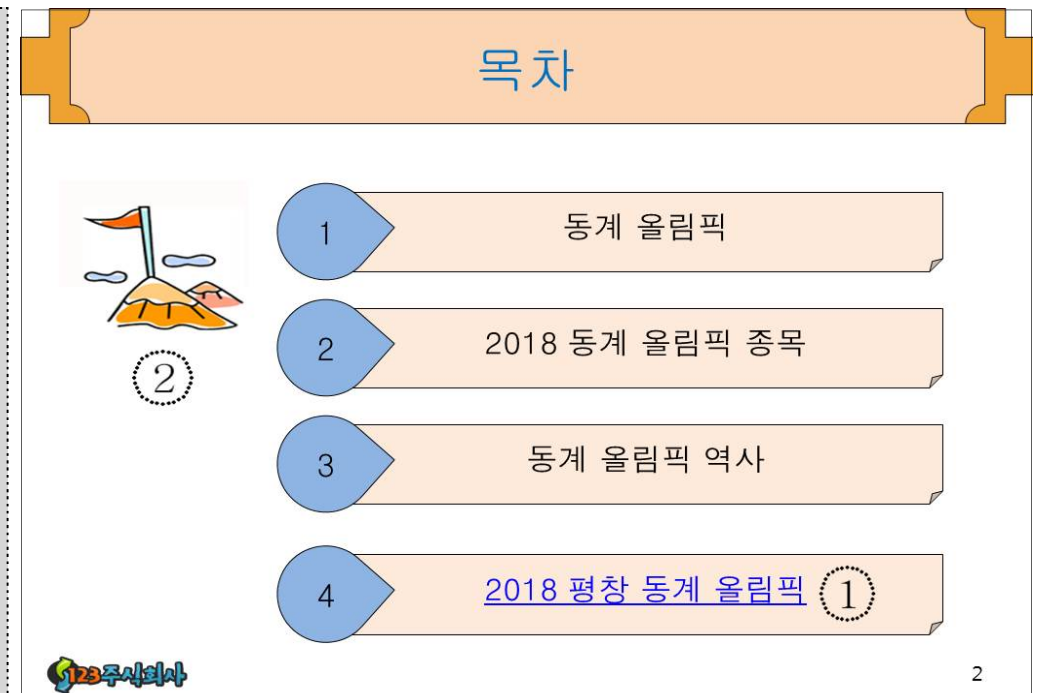 목차
1 동계 올림픽
2 2018 동계 올림픽 종목
②
3 동계 올림픽 역사
4 2018 평창 동계 올림픽 ①
123주식회사
2